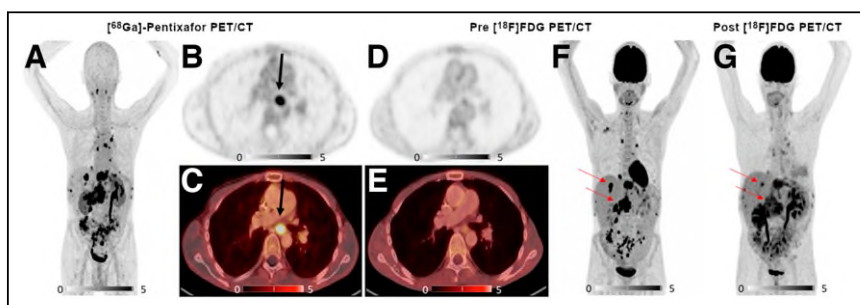 [⁶⁸Ga]-Pentixafor PET/CT
Pre [¹⁸F]FDG PET/CT
Post [¹⁸F]FDG PET/CT
A
B
D
F
G
0 5
0 5
C
E
0 5
0 5
0 5
0 5
0 5